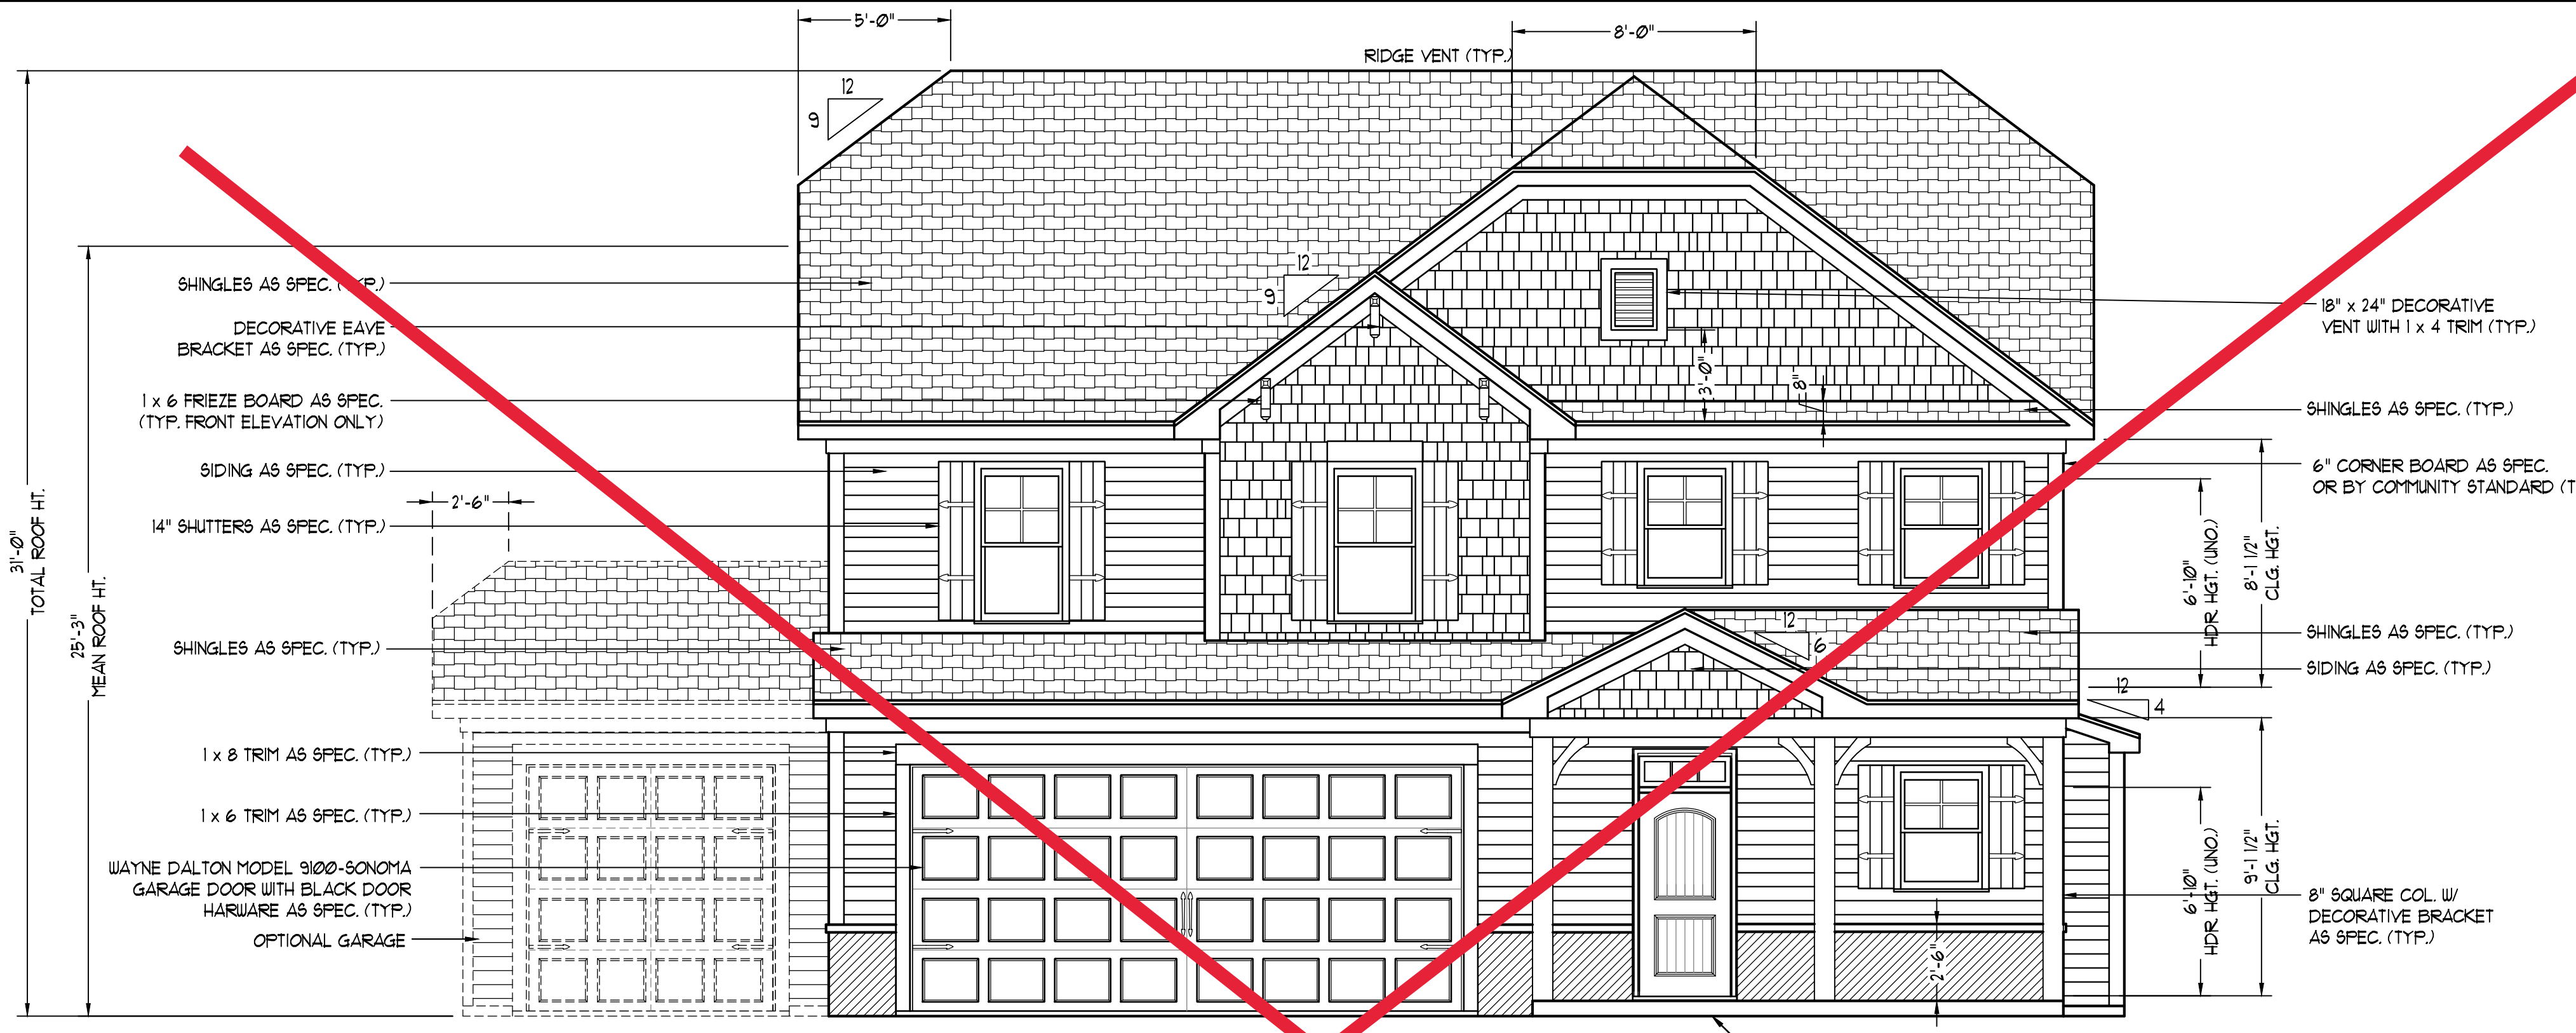 5'-0"
8'-0"
RIDGE VENT (TYP.)
12
9
SHINGLES AS SPEC. (TYP.)
DECORATIVE EAVE
BRACKET AS SPEC. (TYP.)
12
9
18" x 24" DECORATIVE
VENT WITH 1 x 4 TRIM (TYP.)
3'-0"
8"
1 x 6 FRIEZE BOARD AS SPEC.
(TYP. FRONT ELEVATION ONLY)
SHINGLES AS SPEC. (TYP.)
SIDING AS SPEC. (TYP.)
6" CORNER BOARD AS SPEC.
OR BY COMMUNITY STANDARD (T
2'-6"
14" SHUTTERS AS SPEC. (TYP.)
31'-0"
TOTAL ROOF HT.
25'-3"
MEAN ROOF HT.
6'-10"
HDR. HGT. (UNO.)
8'-1 1/2"
CLG. HGT.
SHINGLES AS SPEC. (TYP.)
12
6
SHINGLES AS SPEC. (TYP.)
SIDING AS SPEC. (TYP.)
12
4
1 x 8 TRIM AS SPEC. (TYP.)
1 x 6 TRIM AS SPEC. (TYP.)
WAYNE DALTON MODEL 9100-SONOMA
GARAGE DOOR WITH BLACK DOOR
HARWARE AS SPEC. (TYP.)
OPTIONAL GARAGE
6'-10"
HDR. HGT. (UNO.)
9'-1 1/2"
CLG. HGT.
2'-6"
8" SQUARE COL. W/
DECORATIVE BRACKET
AS SPEC. (TYP.)